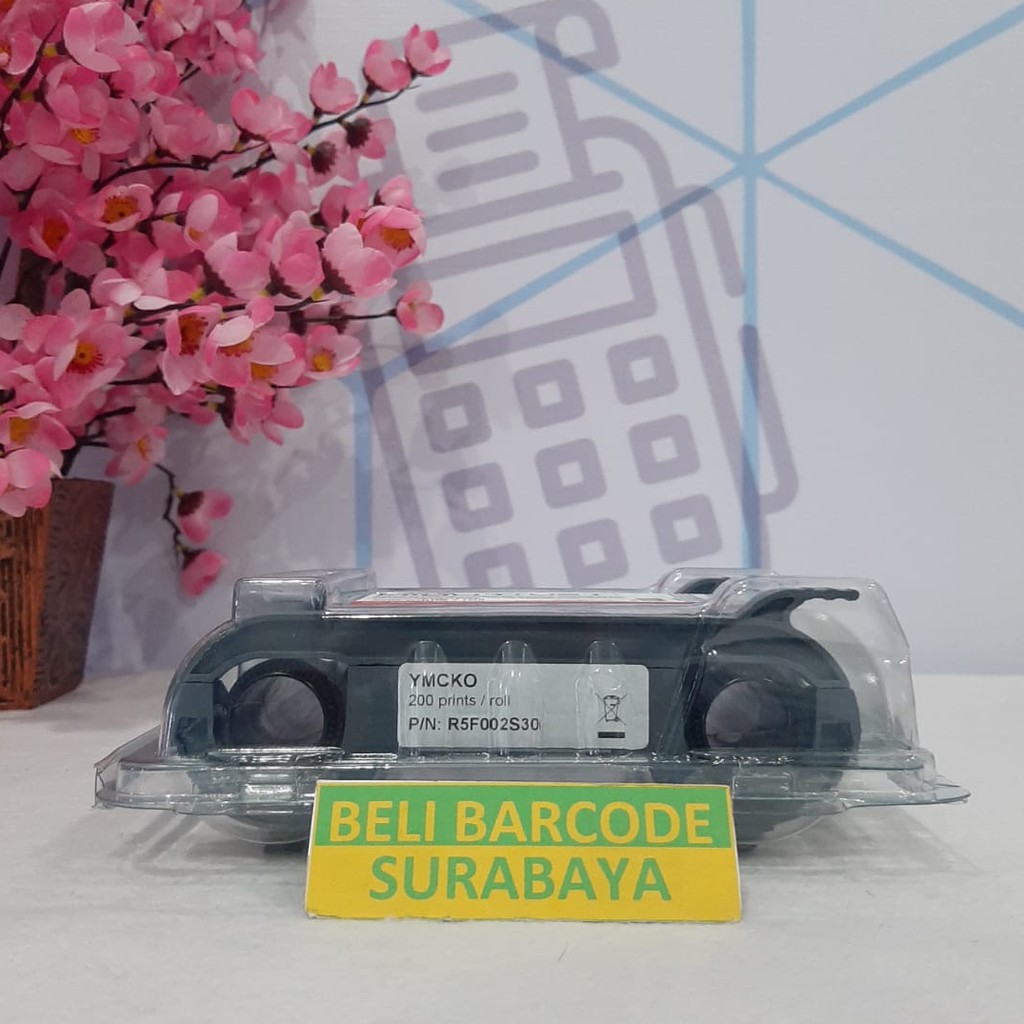 YMCKO
200 prints / roll
P/N: R5F002S30
BELI BARCODE
SURABAYA